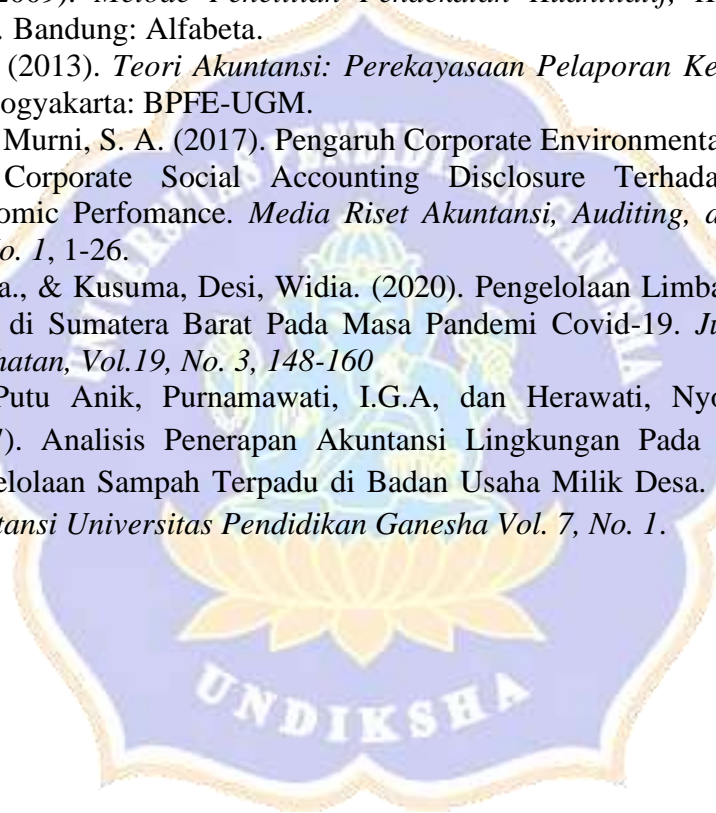 2009). Metode Penelitian Pendekatan Kuantitatif,
. Bandung: Alfabeta.
(2013). Teori Akuntansi: Perekayasaan Pelaporan Ke
ogyakarta: BPFE-UGM.
Murni, S. A. (2017). Pengaruh Corporate Environmenta
Corporate Social Accounting Disclosure Terhada
omic Perfomance. Media Riset Akuntansi, Auditing, a
o. 1, 1-26.
a., & Kusuma, Desi, Widia. (2020). Pengelolaan Limba
di Sumatera Barat Pada Masa Pandemi Covid-19. Ju
hatan, Vol.19, No. 3, 148-160
Putu Anik, Purnamawati, I.G.A, dan Herawati, Nyo
). Analisis Penerapan Akuntansi Lingkungan Pada
elolaan Sampah Terpadu di Badan Usaha Milik Desa.
tansi Universitas Pendidikan Ganesha Vol. 7, No. 1.
UNIVERSITAS PENDIDIKAN GANESHA
UNDIKSHA